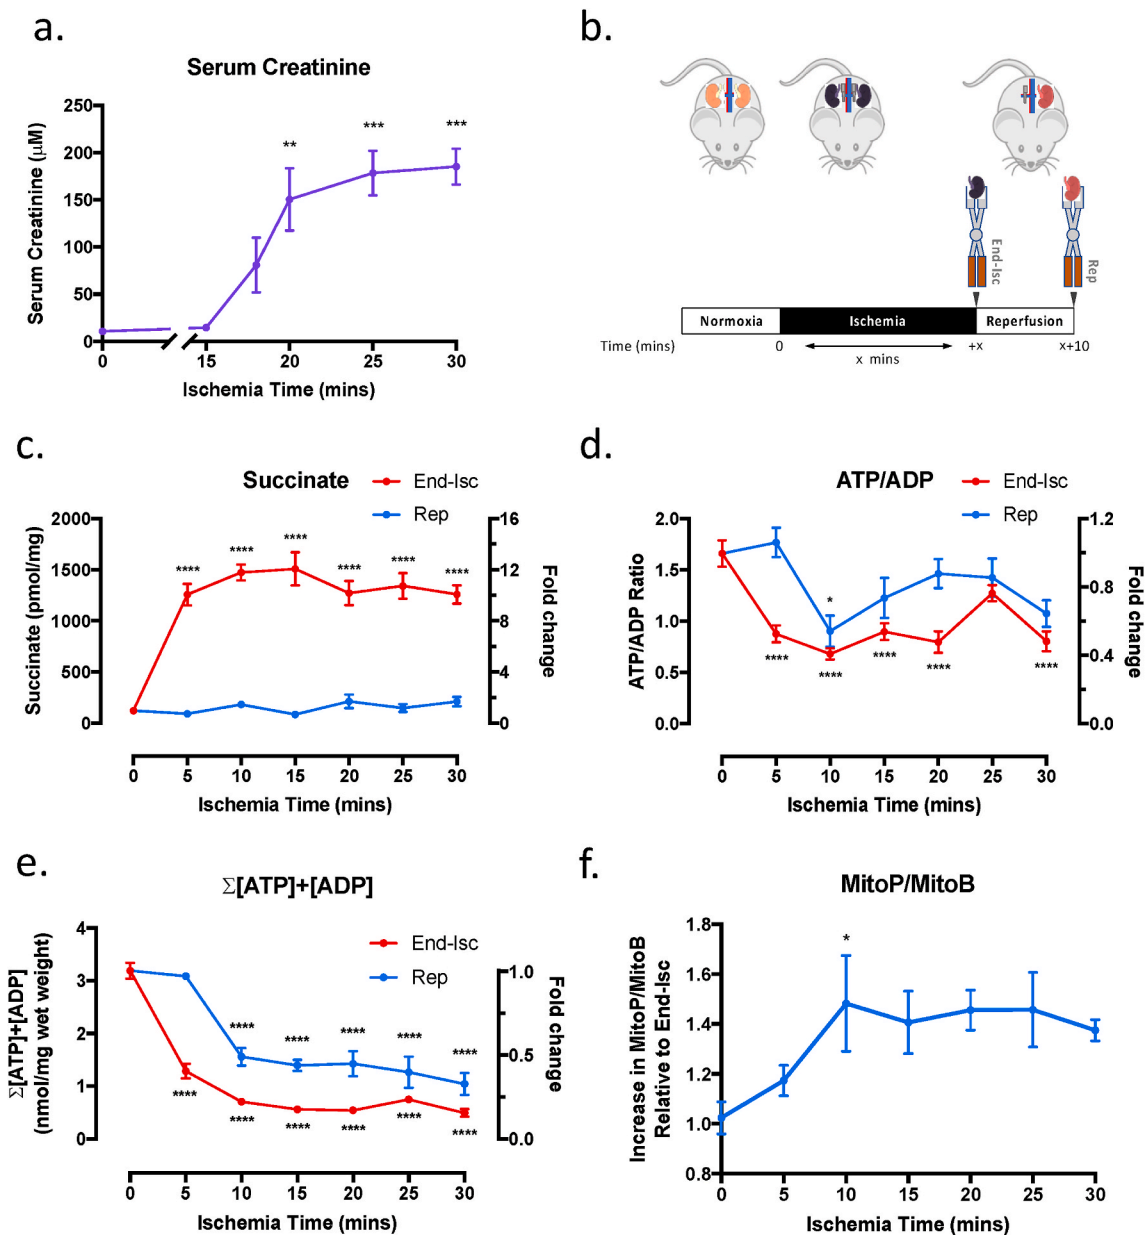 a.
Serum Creatinine
Serum Creatinine (μM)
250
200
150
100
50
0
**
***
***
0
15
20
25
30
Ischemia Time (mins)
b.
End-Isc
Rep
Normoxia
Ischemia
Reperfusion
Time (mins)
0
x mins
+x
x+10
c.
Succinate
End-Isc
Rep
Succinate (pmol/mg)
2000
1500
1000
500
0
****
****
****
****
****
****
16
12
8
4
0
Fold change
0
5
10
15
20
25
30
Ischemia Time (mins)
d.
ATP/ADP
End-Isc
Rep
ATP/ADP Ratio
2.0
1.5
1.0
0.5
0.0
*
****
****
****
****
****
1.2
0.8
0.4
0.0
Fold change
0
5
10
15
20
25
30
Ischemia Time (mins)
e.
Σ[ATP]+[ADP]
End-Isc
Rep
Σ[ATP]+[ADP]
(nmol/mg wet weight)
4
3
2
1
0
****
****
****
****
****
****
****
****
****
****
****
1.0
0.5
0.0
Fold change
0
5
10
15
20
25
30
Ischemia Time (mins)
f.
MitoP/MitoB
Increase in MitoP/MitoB
Relative to End-Isc
1.8
1.6
1.4
1.2
1.0
0.8
*
0
5
10
15
20
25
30
Ischemia Time (mins)